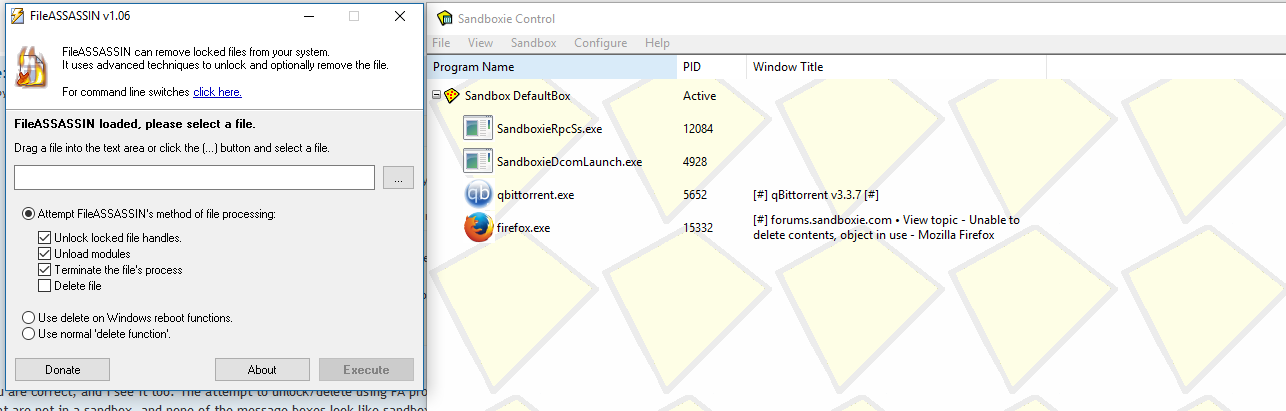 FileASSASSIN v1.06
FileASSASSIN can remove locked files from your system.
It uses advanced techniques to unlock and optionally remove the file.
For command line switches click here.
FileASSASSIN loaded, please select a file.
Drag a file into the text area or click the (...) button and select a file.
...
Attempt FileASSASSIN's method of file processing:
Unlock locked file handles.
Unload modules
Terminate the file's process
Delete file
Use delete on Windows reboot functions.
Use normal 'delete function'.
Donate About Execute
Sandboxie Control
File View Sandbox Configure Help
Program Name PID Window Title
Sandbox DefaultBox Active
SandboxieRpcSs.exe 12084
SandboxieDcomLaunch.exe 4928
qb
qbittorrent.exe 5652 [#] qBittorrent v3.3.7 [#]
firefox.exe 15332 [#] forums.sandboxie.com • View topic - Unable to
delete contents, object in use - Mozilla Firefox
are correct, and I see it too. The attempt to unlock/delete using FA
are not in a sandbox, and none of the message boxes look like